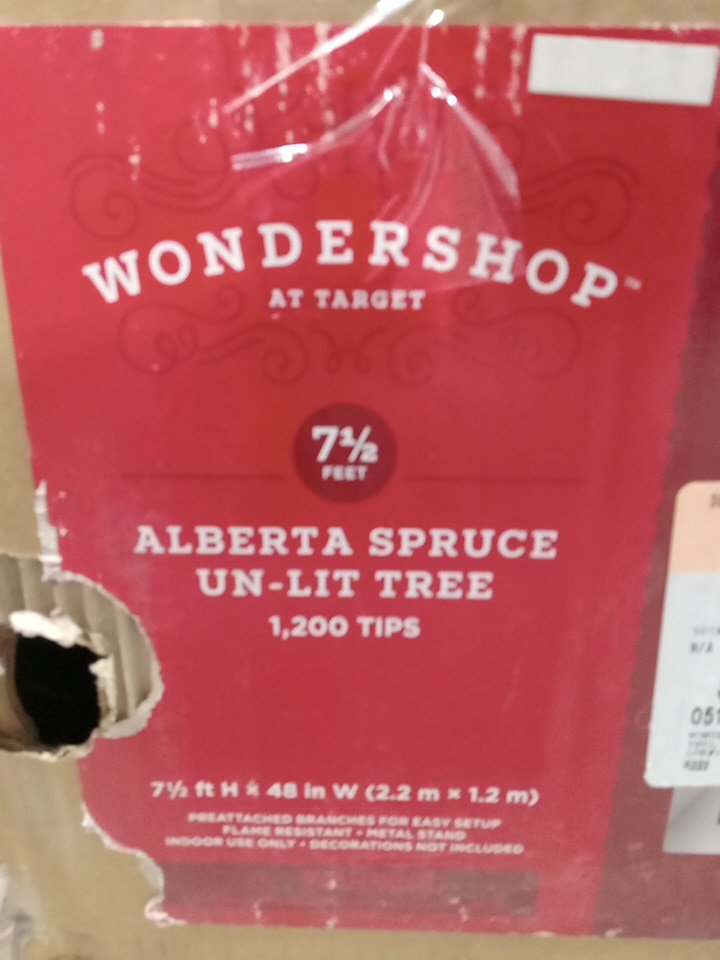 WONDERSHOP™
AT TARGET
7½
FEET
ALBERTA SPRUCE
UN-LIT TREE
1,200 TIPS
7½ ft H x 48 in W (2.2 m × 1.2 m)
PREATTACHED BRANCHES FOR EASY SETUP
FLAME RESISTANT • METAL STAND
INDOOR USE ONLY • DECORATIONS NOT INCLUDED
N/A
051